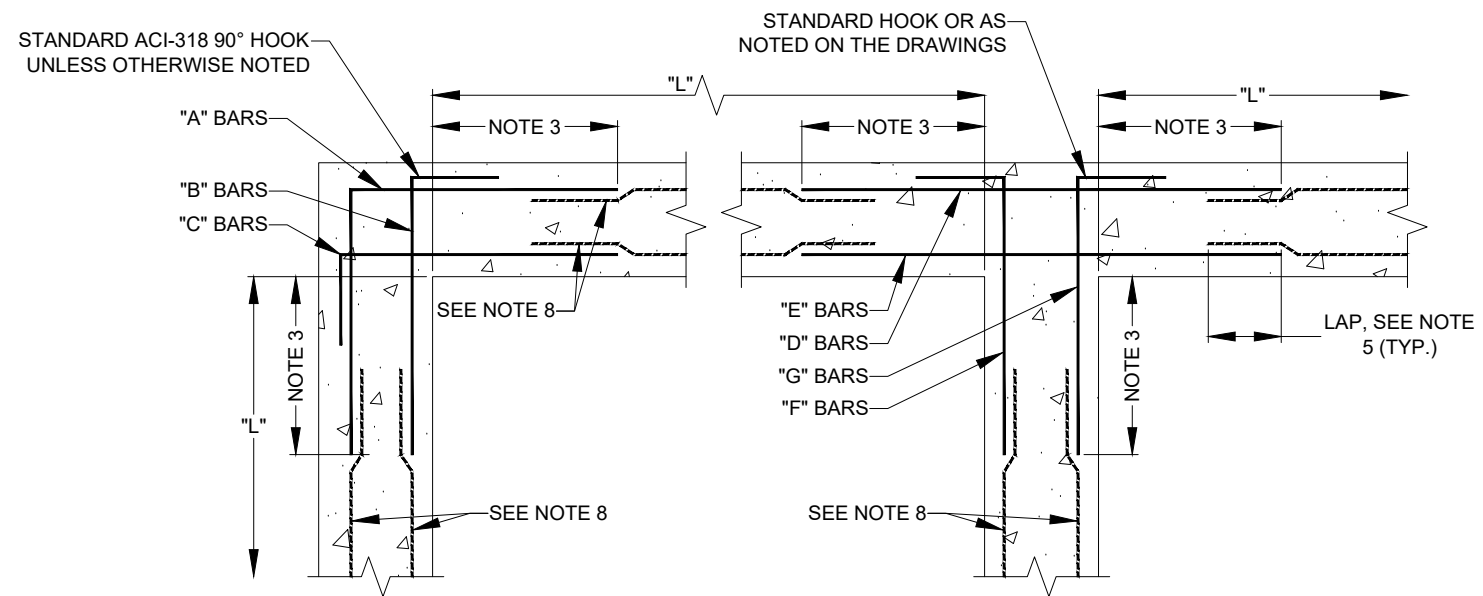 STANDARD ACI-318 90° HOOK
UNLESS OTHERWISE NOTED
STANDARD HOOK OR AS
NOTED ON THE DRAWINGS
"L"
"L"
"A" BARS
NOTE 3
NOTE 3
NOTE 3
"B" BARS
"C" BARS
SEE NOTE 8
"E" BARS
"D" BARS
"G" BARS
"F" BARS
LAP, SEE NOTE
5 (TYP.)
NOTE 3
NOTE 3
"L"
SEE NOTE 8
SEE NOTE 8